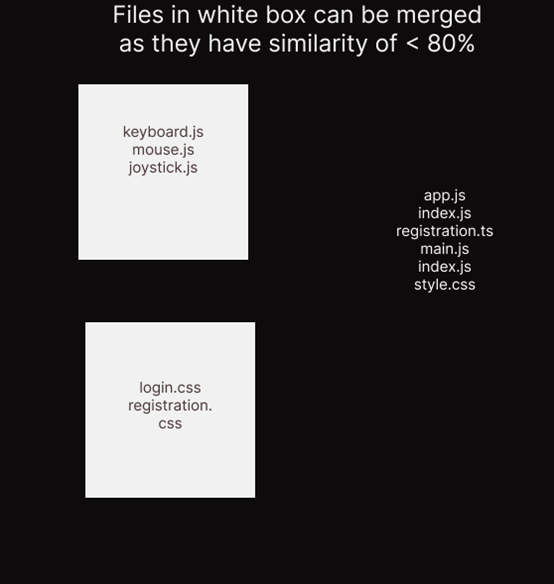 Files in white box can be merged
as they have similarity of < 80%
keyboard.js
mouse.js
joystick.js
app.js
index.js
registration.ts
main.js
index.js
style.css
login.css
registration.
css